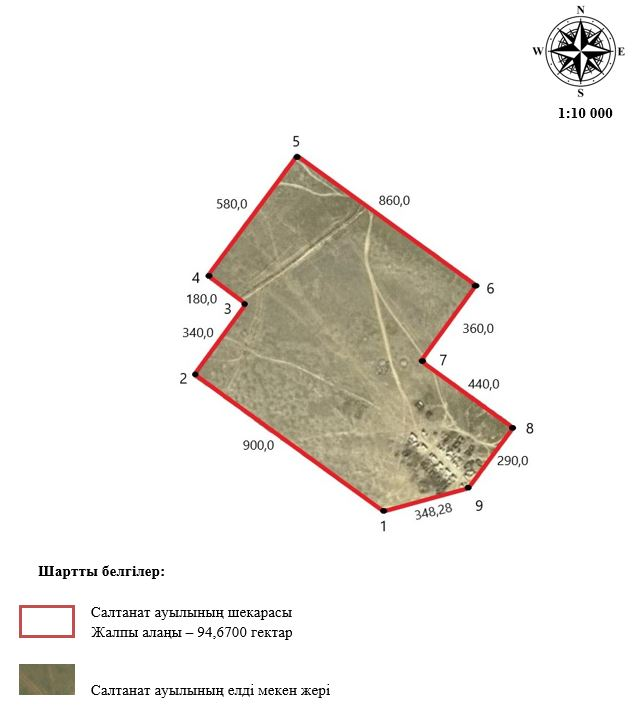 N
W E
S
1:10 000
5
580,0
860,0
4
180,0
3
6
340,0
360,0
2
7
440,0
900,0
8
290,0
9
348,28
1
Шартты белгілер:
Салтанат ауылының шекарасы
Жалпы алаңы – 94,6700 гектар
Салтанат ауылының елді мекен жері